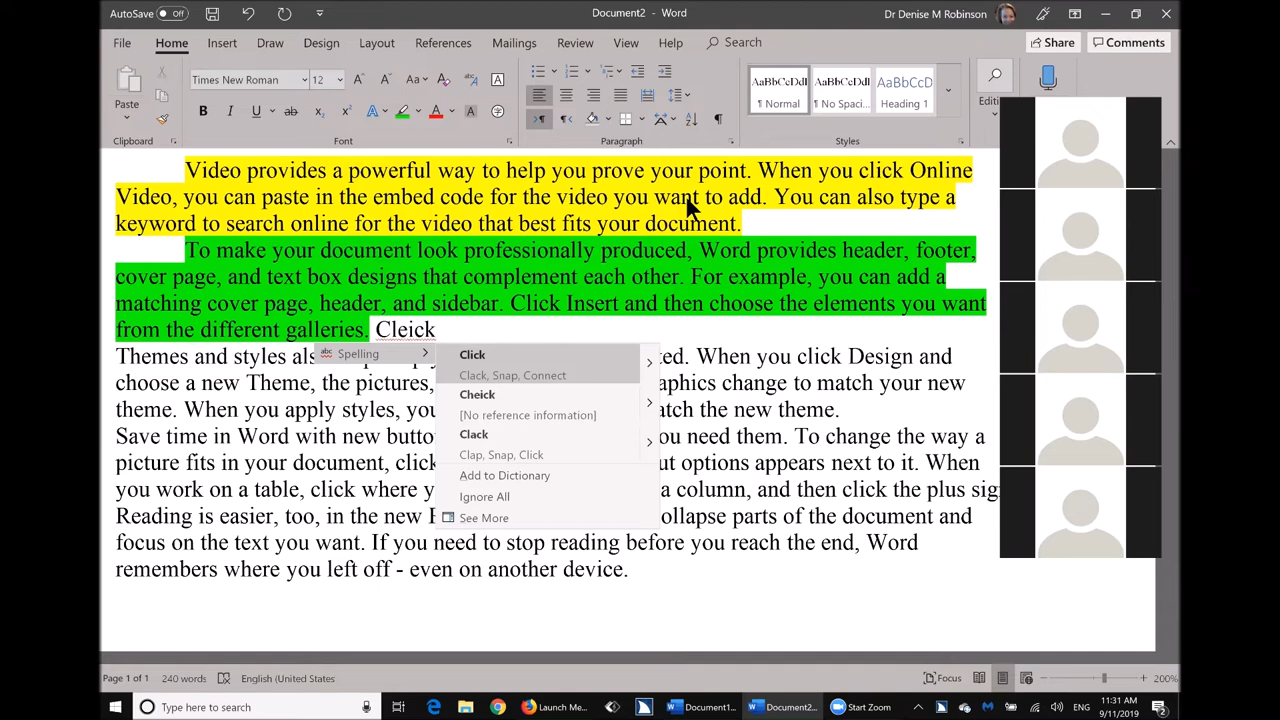 AutoSave Off Document2 - Word Dr Denise M Robinson
File Home Insert Draw Design Layout References Mailings Review View Help Search Share Comments
Times New Roman 12 AaBbCcDdI AaBbCcDdI AaBbCcD
Paste B I U ab x₂ x² A A A ¶ Normal ¶ No Spaci... Heading 1 Editi
Clipboard Font Paragraph Styles
Video provides a powerful way to help you prove your point. When you click Online
Video, you can paste in the embed code for the video you want to add. You can also type a
keyword to search online for the video that best fits your document.
To make your document look professionally produced, Word provides header, footer,
cover page, and text box designs that complement each other. For example, you can add a
matching cover page, header, and sidebar. Click Insert and then choose the elements you want
from the different galleries. Cleick
Themes and styles als ted. When you click Design and
abc Spelling
Click
Clack, Snap, Connect
choose a new Theme, the pictures, aphics change to match your new
Cheick
[No reference information]
theme. When you apply styles, you atch the new theme.
Clack
Clap, Snap, Click
Save time in Word with new butto ou need them. To change the way a
picture fits in your document, click ut options appears next to it. When
Add to Dictionary
you work on a table, click where y a column, and then click the plus sig
Ignore All
Reading is easier, too, in the new ollapse parts of the document and
See More
focus on the text you want. If you need to stop reading before you reach the end, Word
remembers where you left off - even on another device.
Page 1 of 1 240 words English (United States Focus 200%
Type here to search Launch Me... Document1... Document2... Start Zoom ENG 11:31 AM
9/11/2019 2